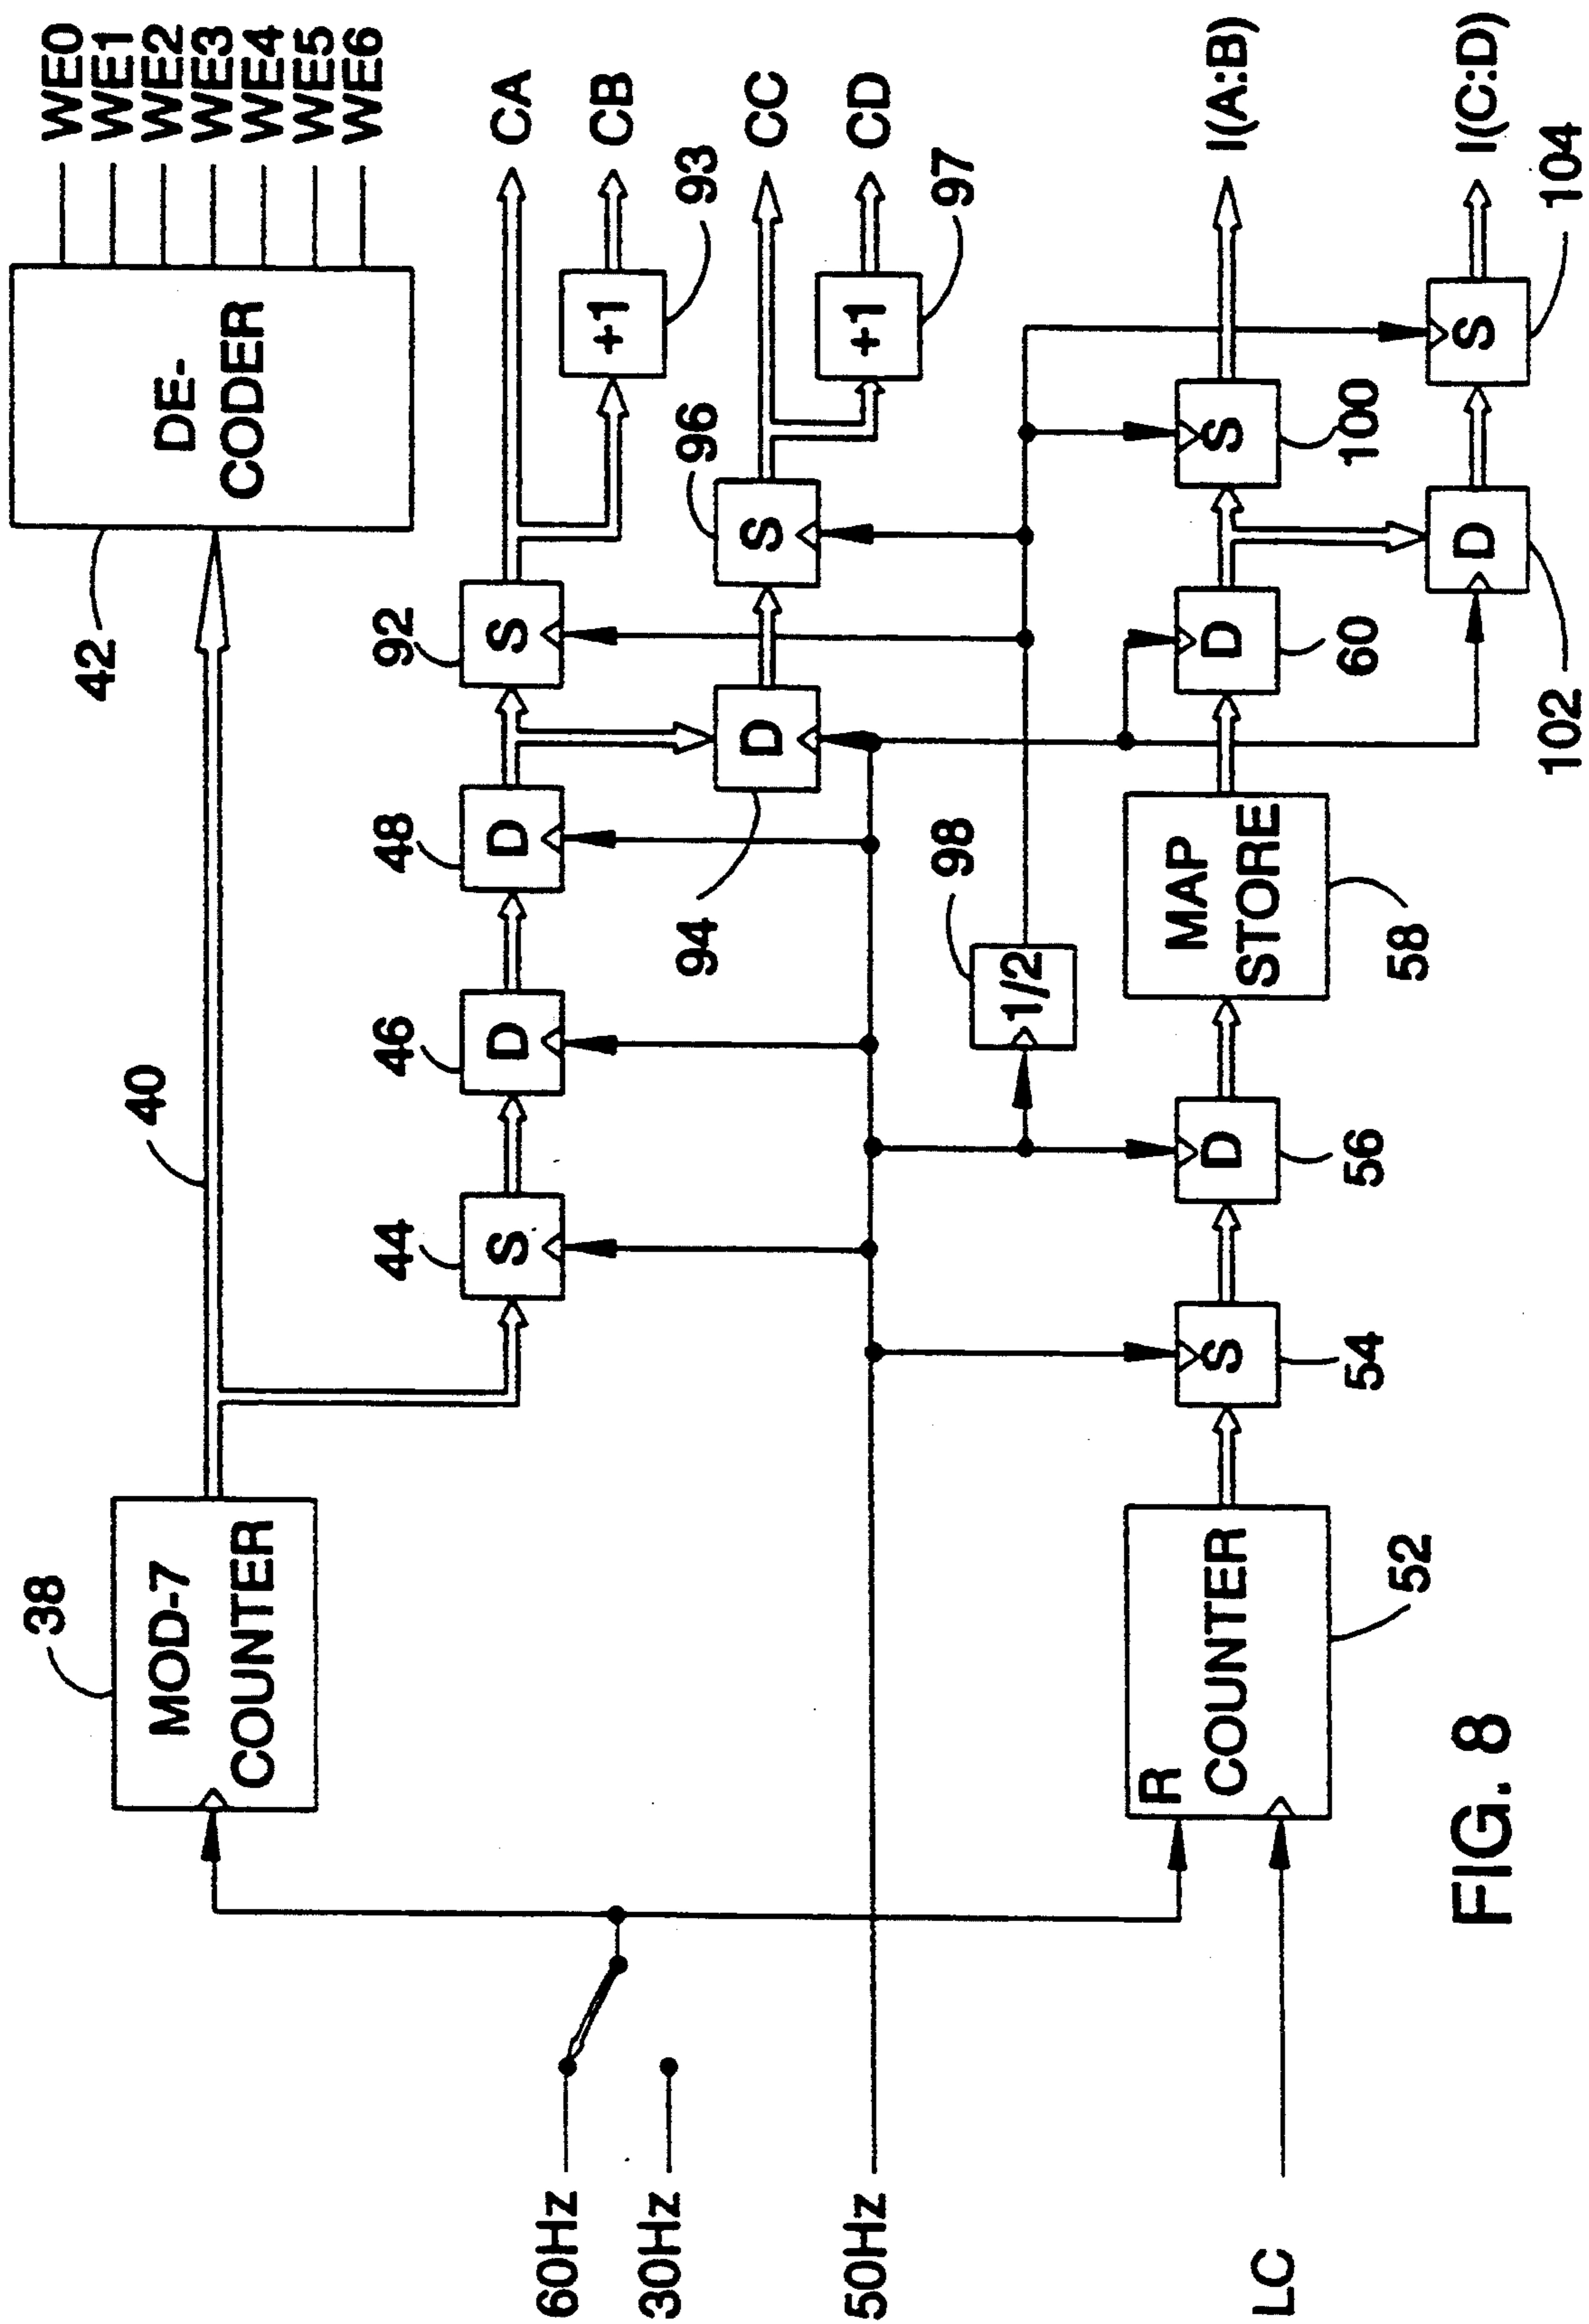 WE0
WE1
WE2
WE3
WE4
WE5
WE6
DE-
CODER
42
40
38
MOD-7
COUNTER
CA
CB
93
+1
92
S
48
D
46
D
44
S
CC
CD
97
+1
96
S
94
D
60Hz
30Hz
50Hz
98
1/2
I(A:B)
100
S
60
D
MAP
STORE
58
56
D
54
S
R
COUNTER
52
I(C:D)
104
S
102
D
LC
FIG. 8